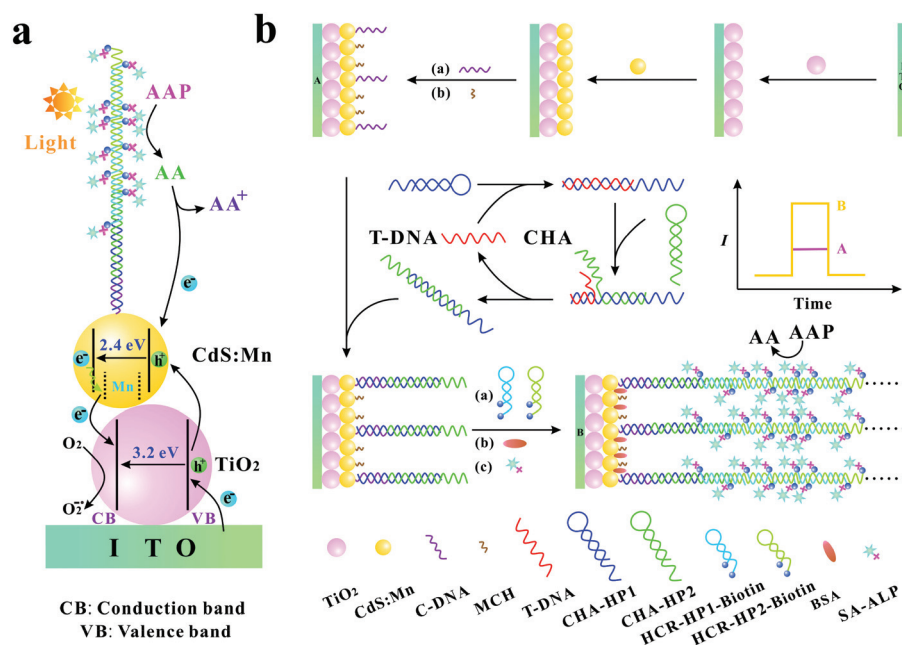 a
AAP
Light
AA
AA+
e-
2.4 eV
e-
h+
CdS:Mn
Mn
e-
O2
3.2 eV
h+
TiO2
e-
O2-·
CB
VB
I T O
CB: Conduction band
VB: Valence band
b
A
(a)
(b)
T-DNA
CHA
I
B
A
Time
AA
AAP
(a)
(b)
(c)
B
TiO2
CdS:Mn
C-DNA
MCH
T-DNA
CHA-HP1
CHA-HP2
HCR-HP1-Biotin
HCR-HP2-Biotin
BSA
SA-ALP